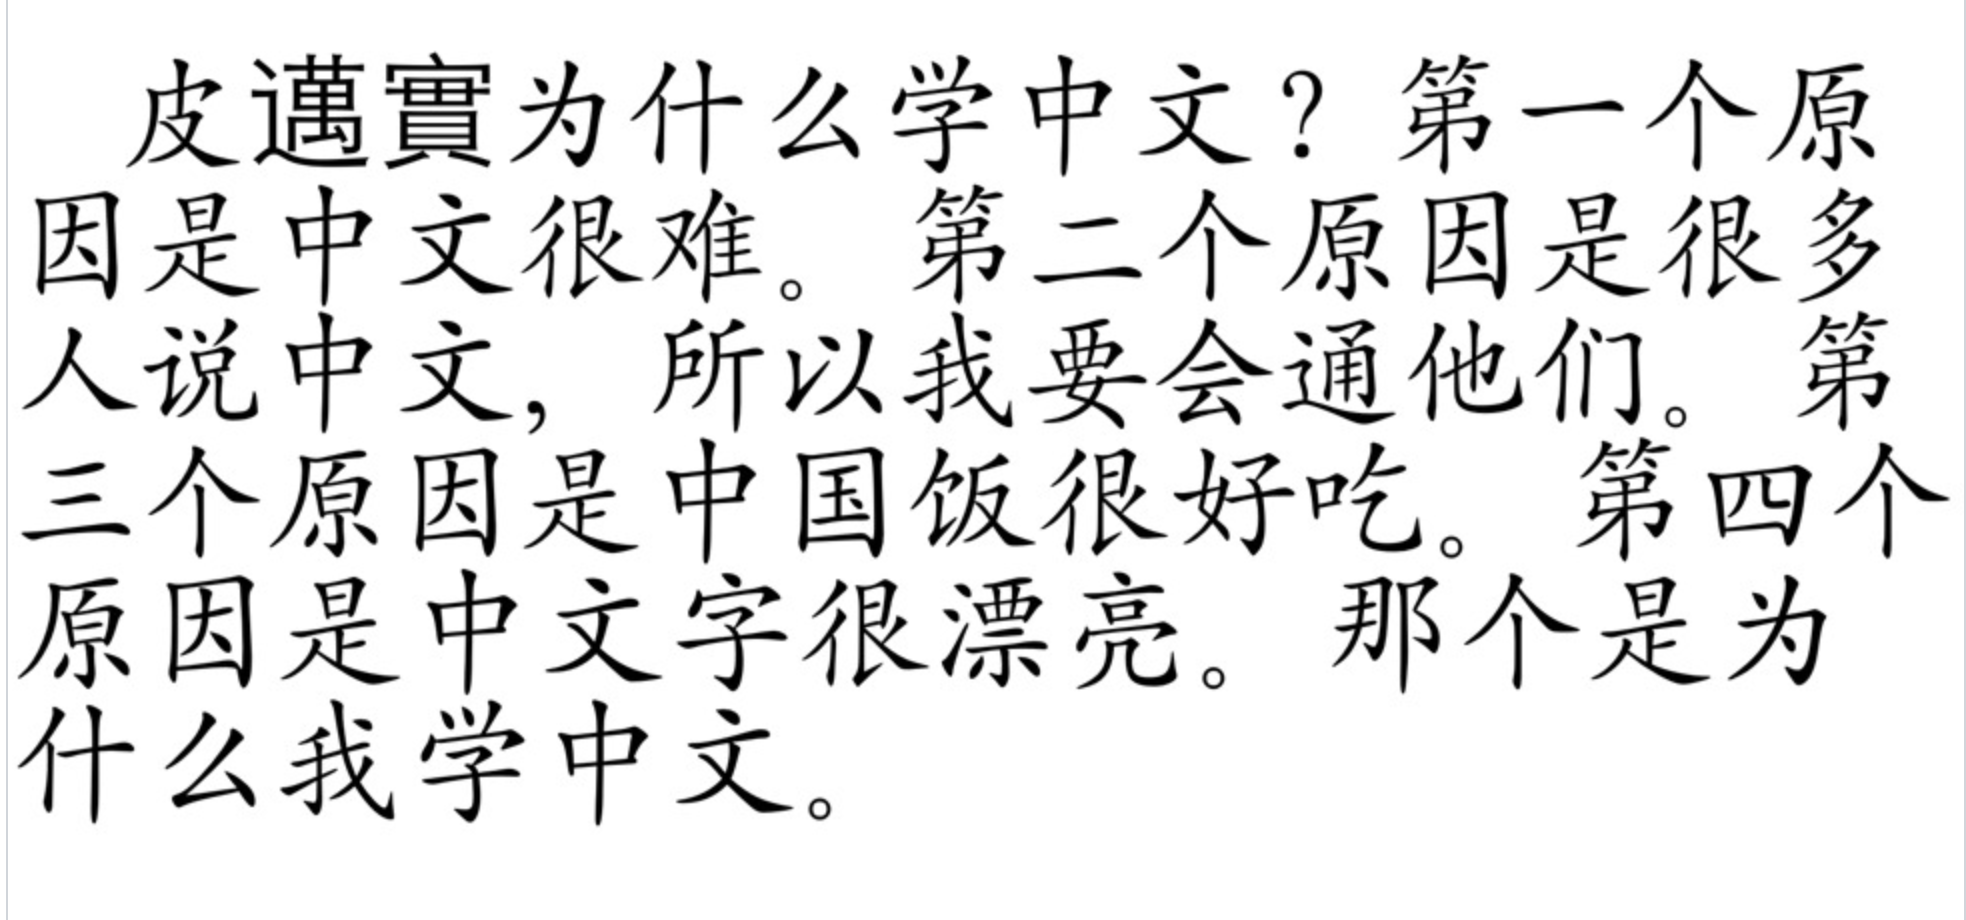 皮邁實为什么学中文？第一个原
因是中文很难。第二个原因是很多
人说中文，所以我要会通他们。第
三个原因是中国饭很好吃。第四个
原因是中文字很漂亮。那个是为
什么我学中文。